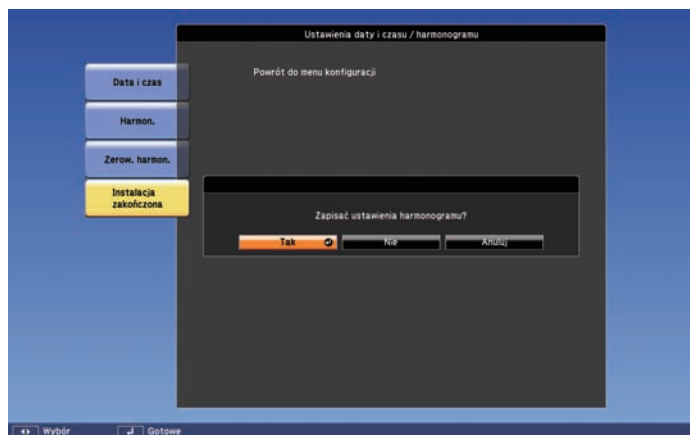 Ustawienia daty i czasu / harmonogramu
Powrót do menu konfiguracji
Data i czas
Harmon.
Zerow. harmon.
Instalacja
zakończona
Zapisać ustawienia harmonogramu?
Tak Nie Anuluj
Wybór Gotowe